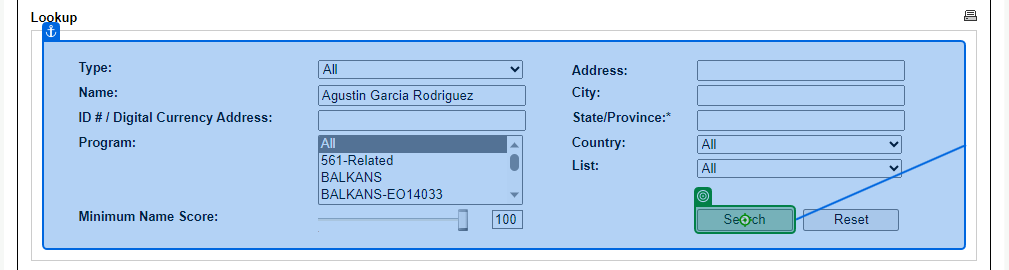 Lookup
Type: All
Name: Agustin Garcia Rodriguez
ID # / Digital Currency Address:
Program: All
561-Related
BALKANS
BALKANS-EO14033
Minimum Name Score: 100
Address:
City:
State/Province:*
Country: All
List: All
Search Reset